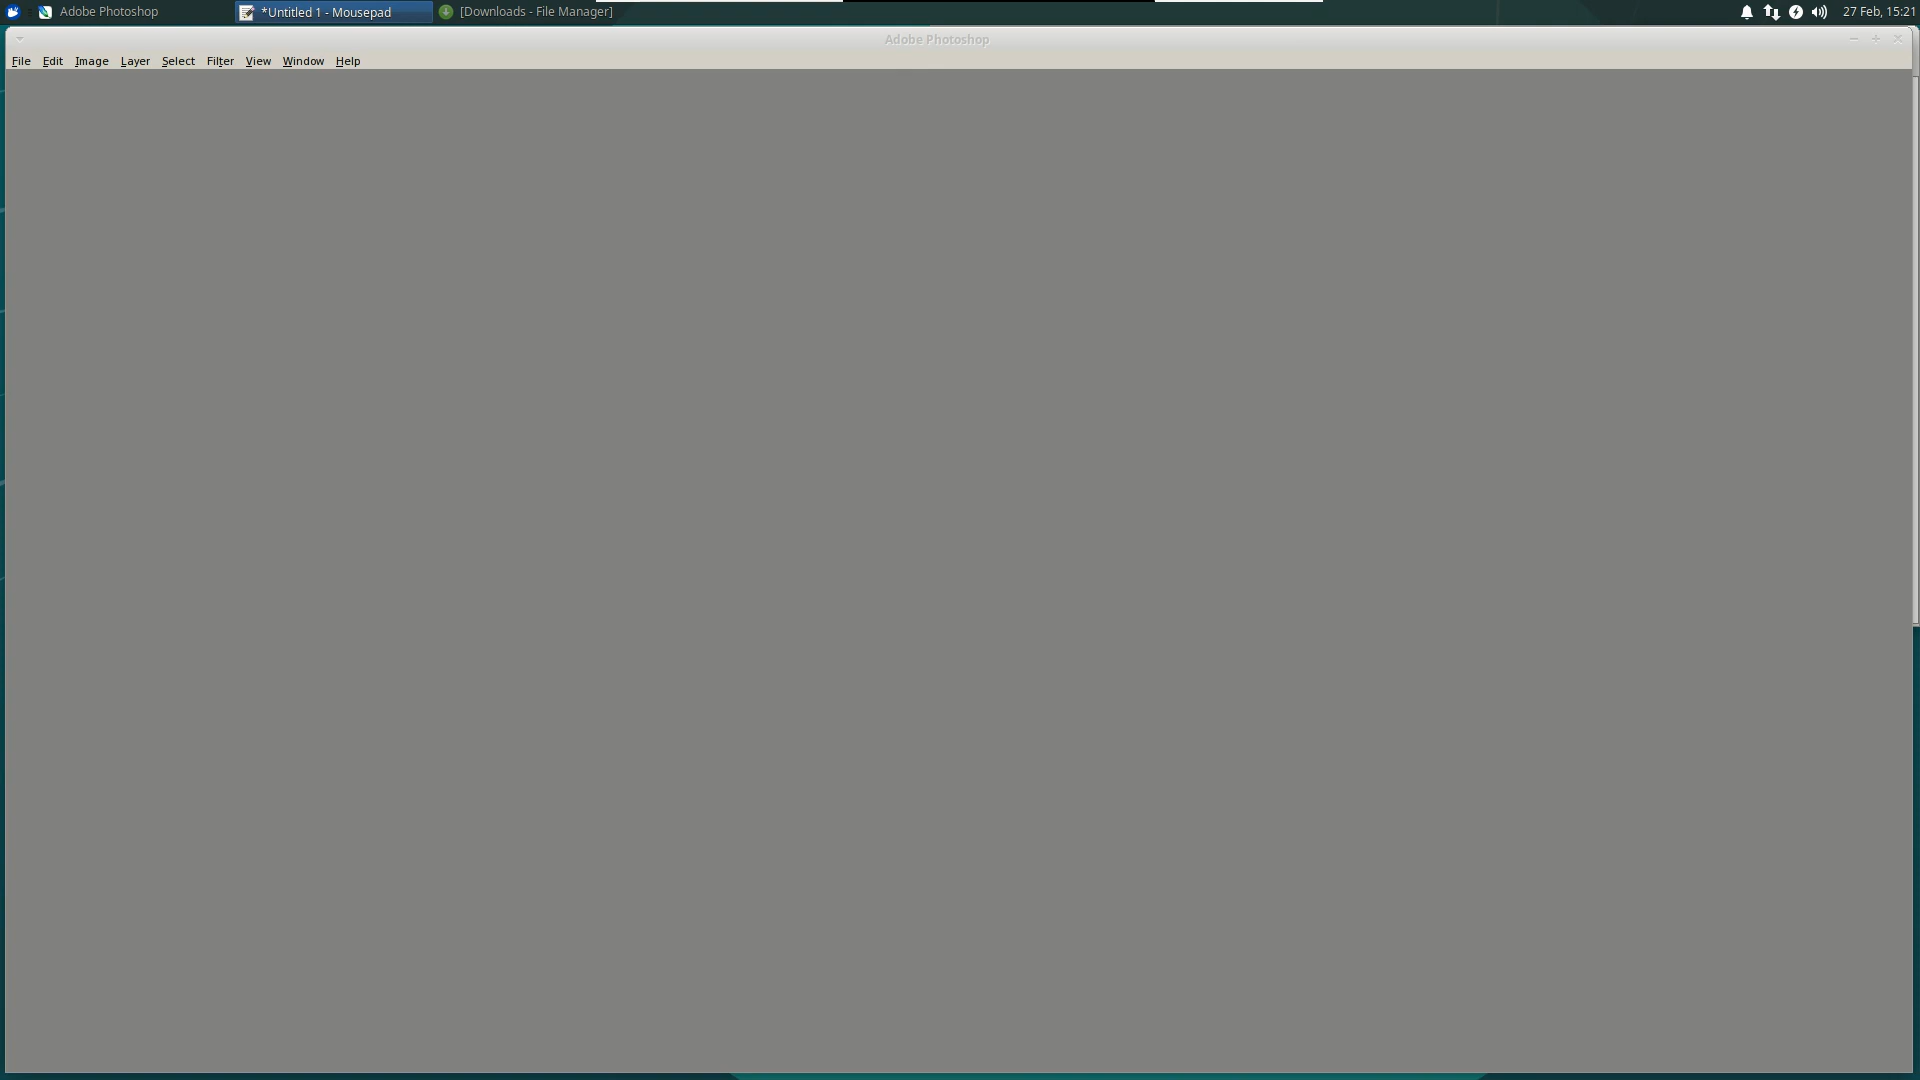 Adobe Photoshop *Untitled 1 - Mousepad [Downloads - File Manager] 27 Feb, 15:21
Adobe Photoshop
File Edit Image Layer Select Filter View Window Help